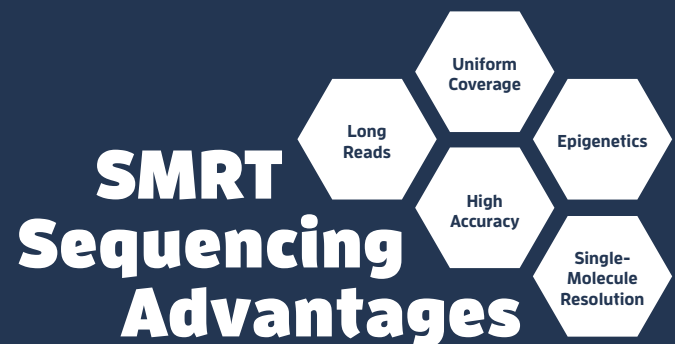 Uniform
Coverage
Long
Reads
Epigenetics
High
Accuracy
Single-
Molecule
Resolution
SMRT
Sequencing
Advantages